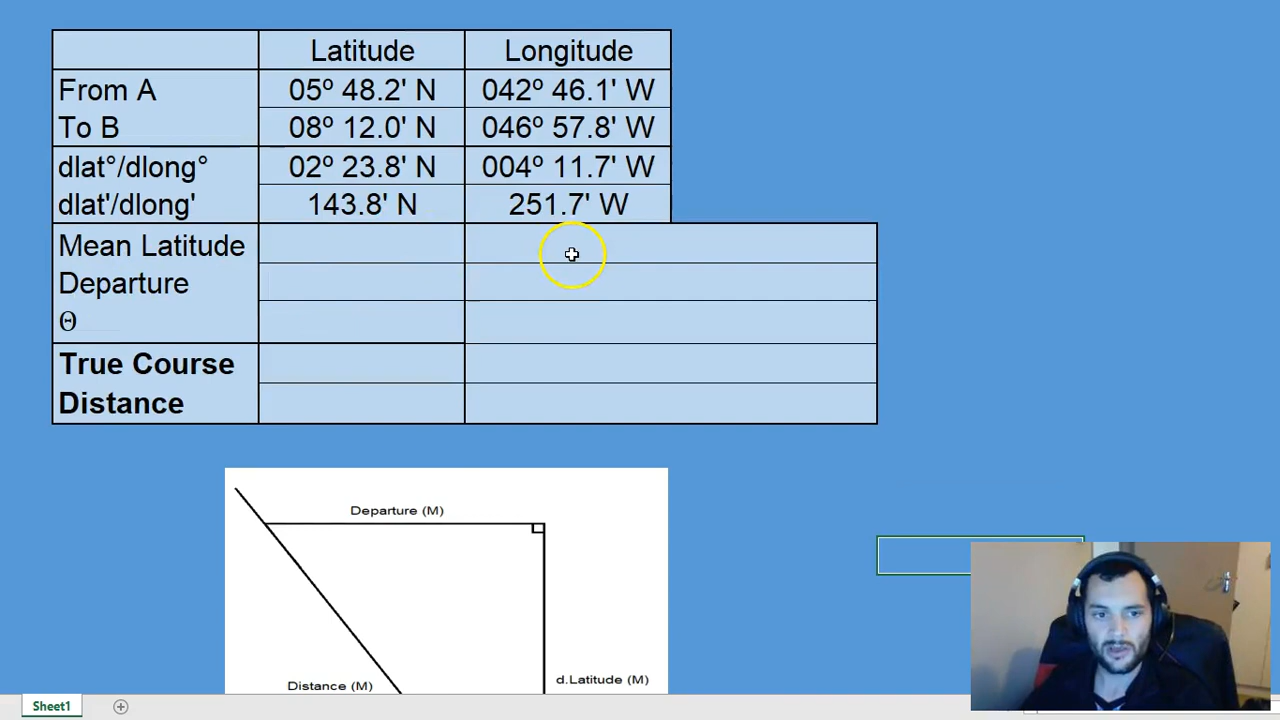 Latitude Longitude
From A 05º 48.2' N 042º 46.1' W
To B 08º 12.0' N 046º 57.8' W
dlat°/dlong° 02º 23.8' N 004º 11.7' W
dlat'/dlong' 143.8' N 251.7' W
Mean Latitude
Departure
Θ
True Course
Distance
Departure (M)
d.Latitude (M)
Distance (M)
Sheet1